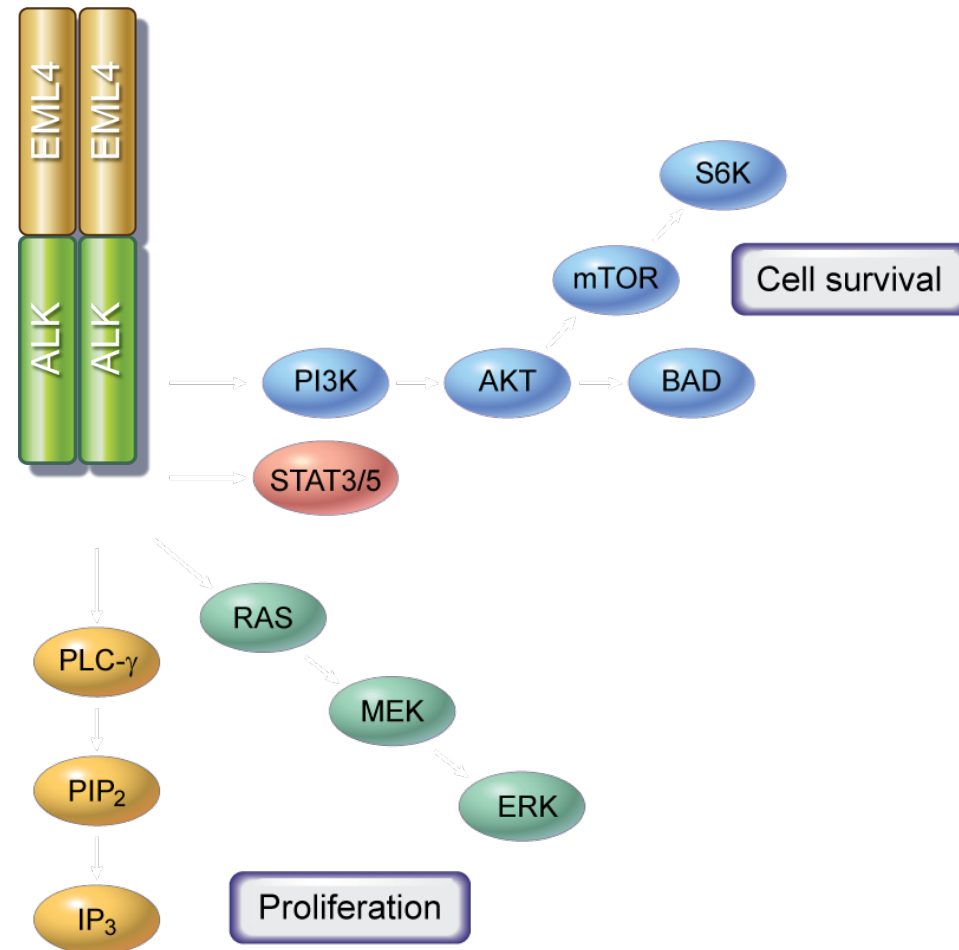 EML4
EML4
ALK
ALK
S6K
mTOR
Cell survival
PI3K
AKT
BAD
STAT3/5
RAS
PLC-γ
MEK
PIP₂
ERK
IP₃
Proliferation